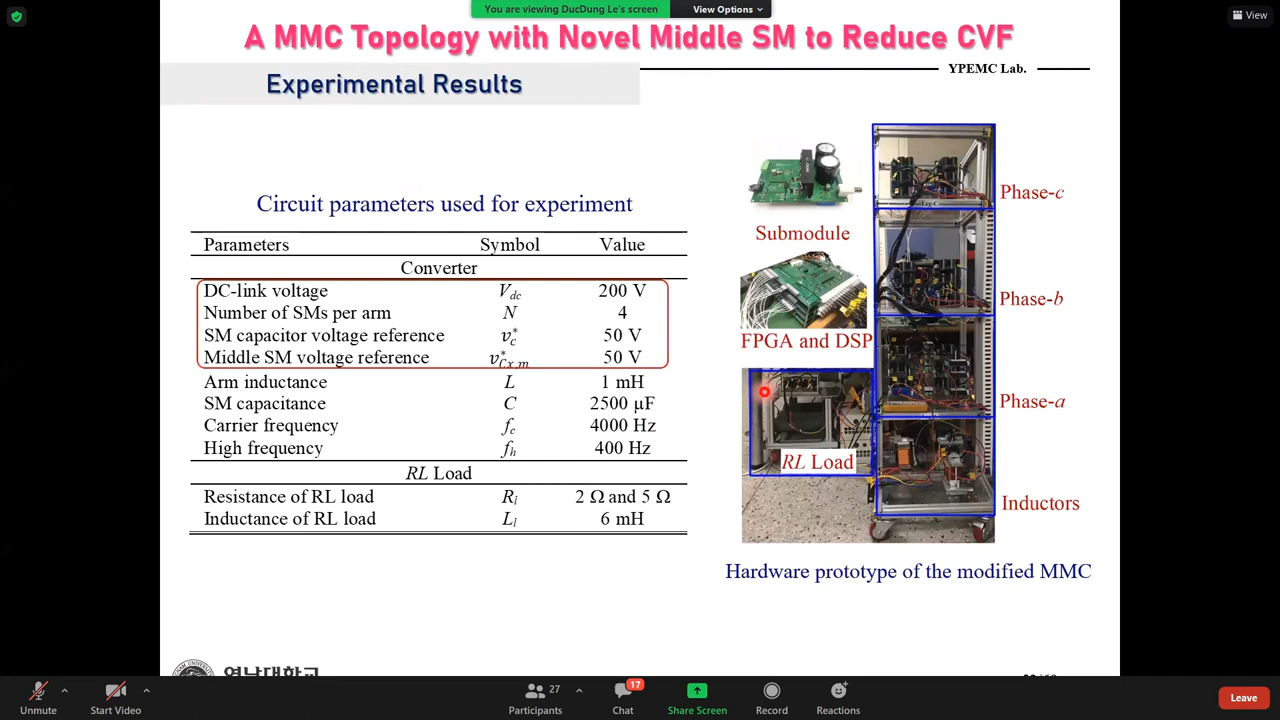 You are viewing DucDung Le's screen
View Options
View
A MMC Topology with Novel Middle SM to Reduce CVF
YPEMC Lab.
Experimental Results
Circuit parameters used for experiment
Parameters Symbol Value
Converter
DC-link voltage V_dc 200 V
Number of SMs per arm N 4
SM capacitor voltage reference v_c^* 50 V
Middle SM voltage reference v_Cx,m^* 50 V
Arm inductance L 1 mH
SM capacitance C 2500 µF
Carrier frequency f_c 4000 Hz
High frequency f_h 400 Hz
RL Load
Resistance of RL load R_l 2 Ω and 5 Ω
Inductance of RL load L_l 6 mH
Submodule
FPGA and DSP
RL Load
Phase-c
Phase-b
Phase-a
Inductors
Hardware prototype of the modified MMC
영남대학교
Unmute
Start Video
27
Participants
17
Chat
Share Screen
Record
Reactions
Leave